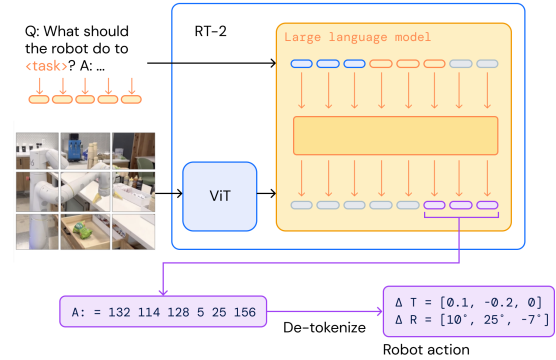 Q: What should
the robot do to
<task>? A: …
RT-2
Large language model
ViT
A: = 132 114 128 5 25 156
De-tokenize
Δ T = [0.1, -0.2, 0]
Δ R = [10°, 25°, -7°]
Robot action